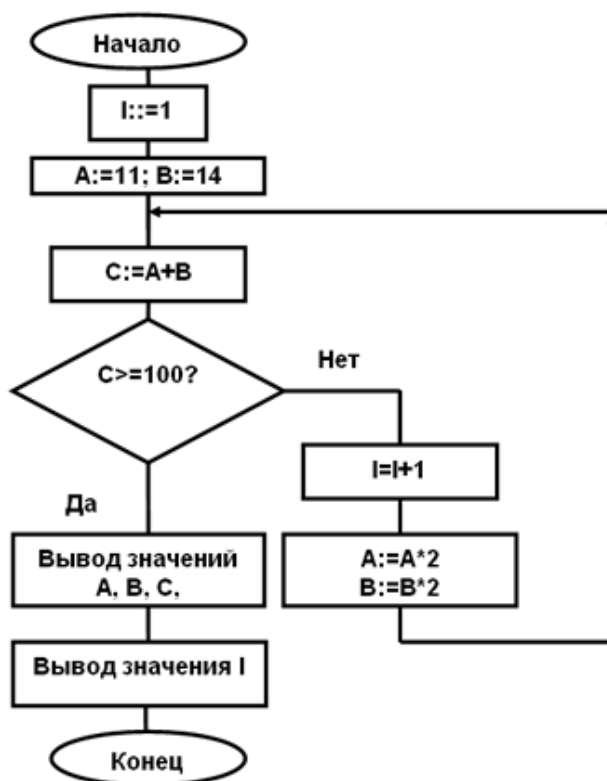 Начало
I::=1
A:=11; B:=14
C:=A+B
C>=100?
Нет
I=I+1
Да
A:=A*2
B:=B*2
Вывод значений
A, B, C,
Вывод значения I
Конец